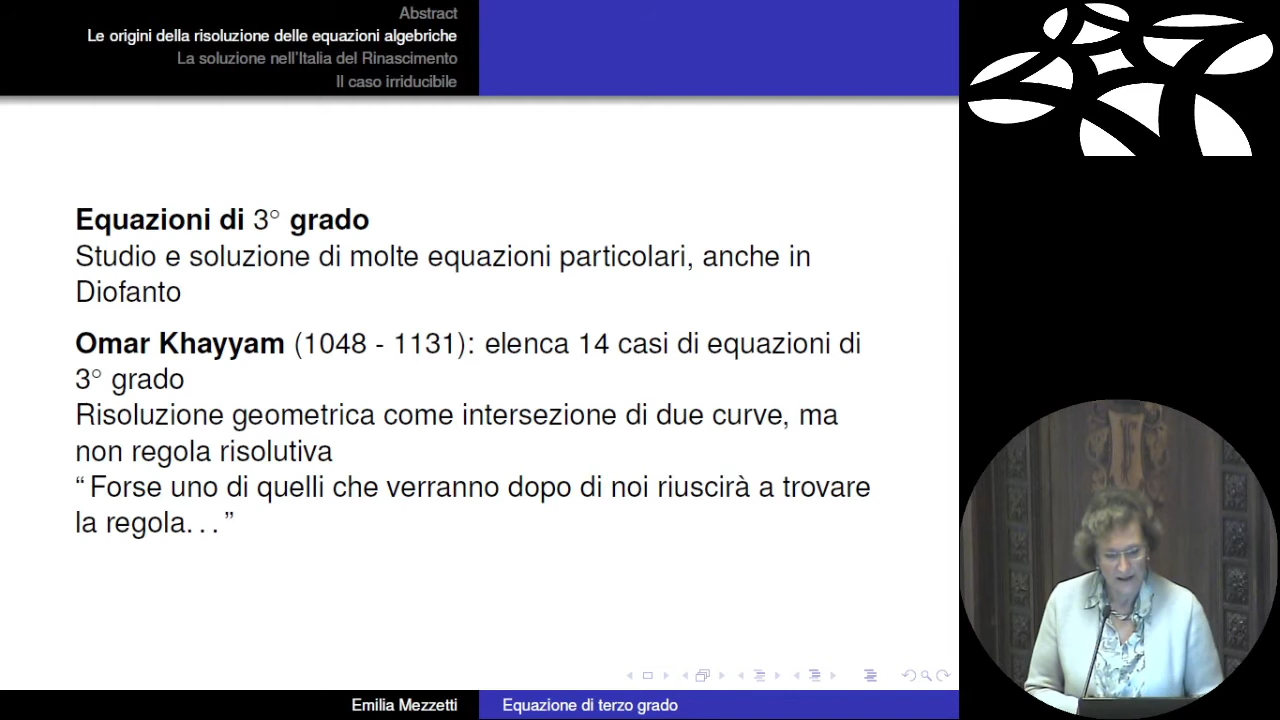 Abstract
Le origini della risoluzione delle equazioni algebriche
La soluzione nell'Italia del Rinascimento
Il caso irriducibile
Equazioni di 3° grado
Studio e soluzione di molte equazioni particolari, anche in
Diofanto
Omar Khayyam (1048 - 1131): elenca 14 casi di equazioni di
3° grado
Risoluzione geometrica come intersezione di due curve, ma
non regola risolutiva
“Forse uno di quelli che verranno dopo di noi riuscirà a trovare
la regola...”
Emilia Mezzetti
Equazione di terzo grado